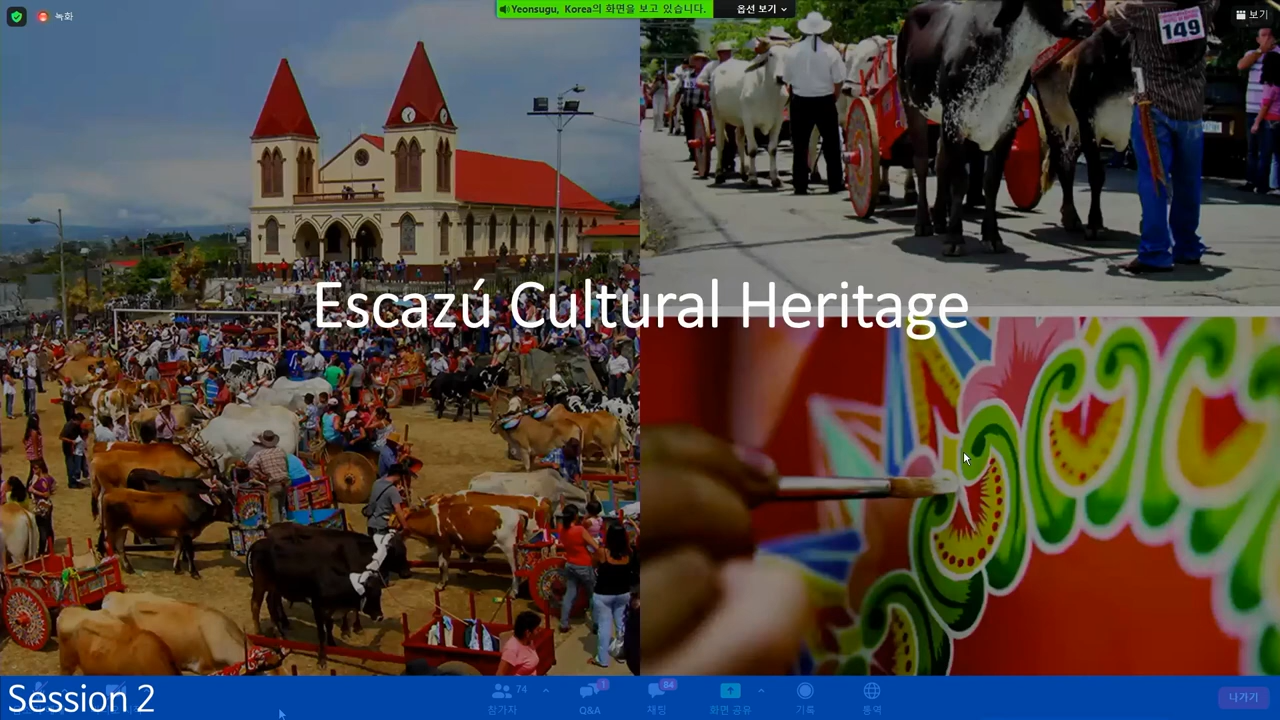 녹화
Yeonsugu, Korea의 화면을 보고 있습니다.
옵션 보기
보기
149
Escazú Cultural Heritage
Session 2
74
참가자
1
Q&A
84
채팅
화면 공유
기록
통역
나가기